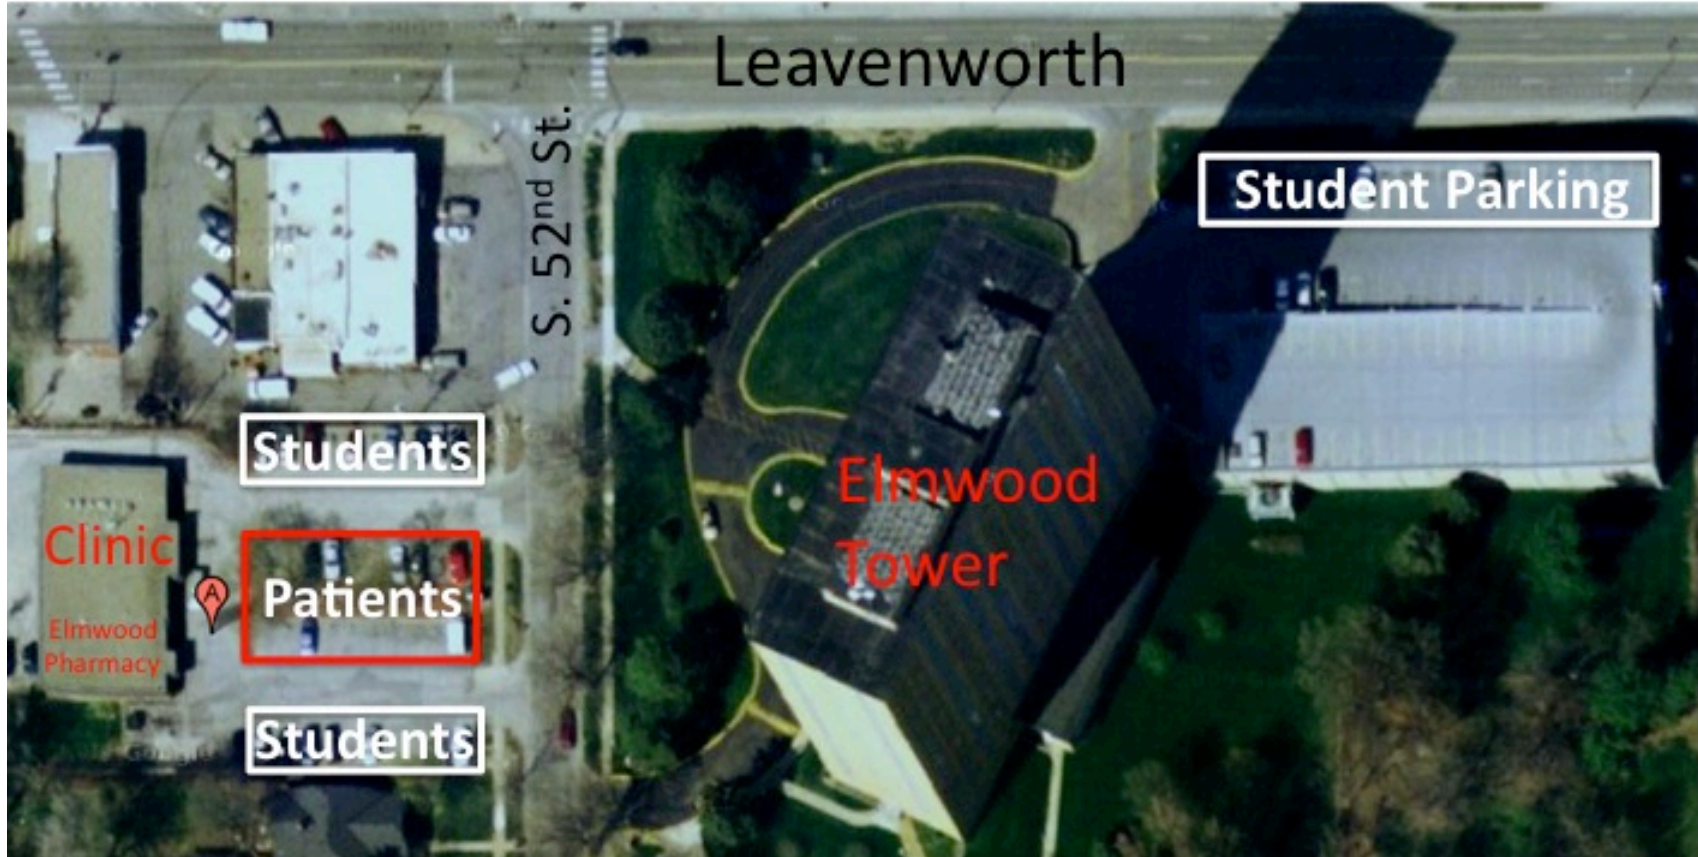 Leavenworth
S. 52nd St.
Student Parking
Students
Elmwood
Tower
Clinic
A
Patients
Elmwood
Pharmacy
Students